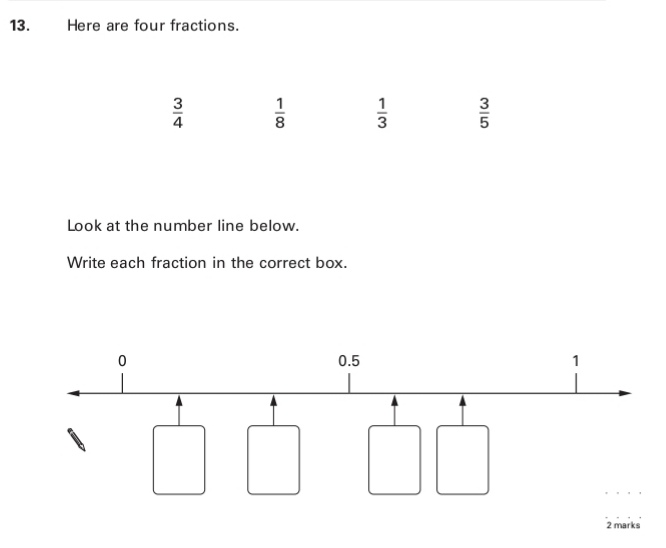 13. Here are four fractions.
3/4 1/8 1/3 3/5
Look at the number line below.
Write each fraction in the correct box.
0 0.5 1
2 marks